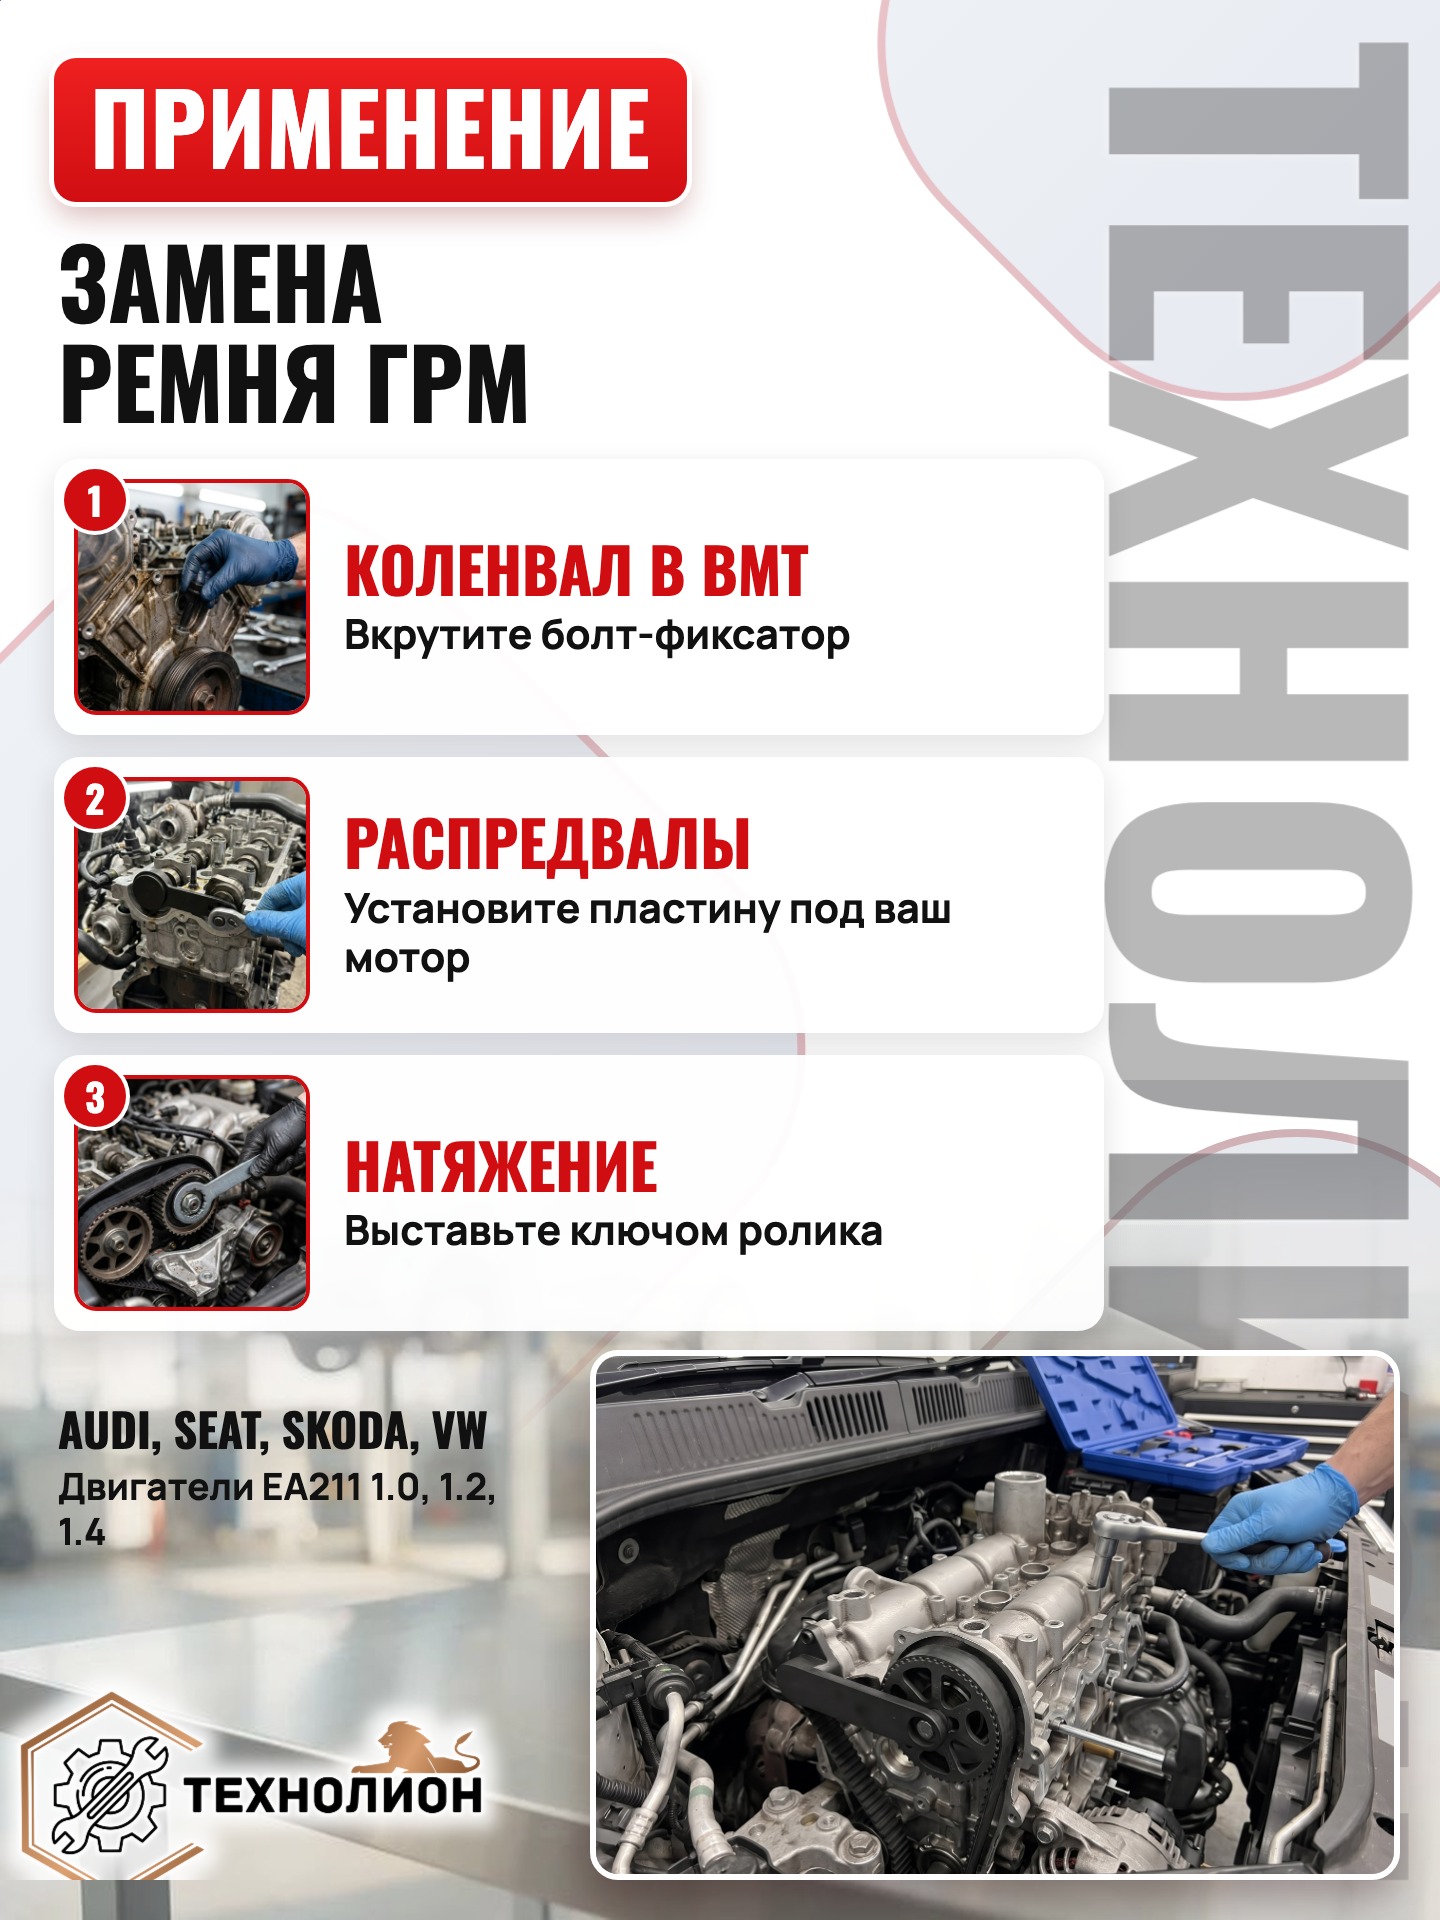 ПРИМЕНЕНИЕ
ЗАМЕНА
РЕМНЯ ГРМ
1
КОЛЕНВАЛ В ВМТ
Вкрутите болт-фиксатор
2
РАСПРЕДВАЛЫ
Установите пластину под ваш
мотор
3
НАТЯЖЕНИЕ
Выставьте ключом ролика
AUDI, SEAT, SKODA, VW
Двигатели EA211 1.0, 1.2,
1.4
ТЕХНОЛИОН
ТЕХНОЛИ